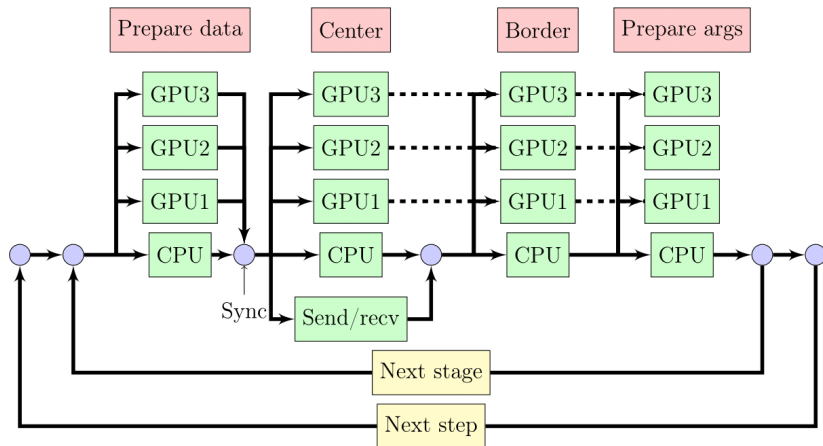 Prepare data
Center
Border
Prepare args
GPU3
GPU3
GPU3
GPU3
GPU2
GPU2
GPU2
GPU2
GPU1
GPU1
GPU1
GPU1
CPU
CPU
CPU
CPU
Sync
Send/recv
Next stage
Next step